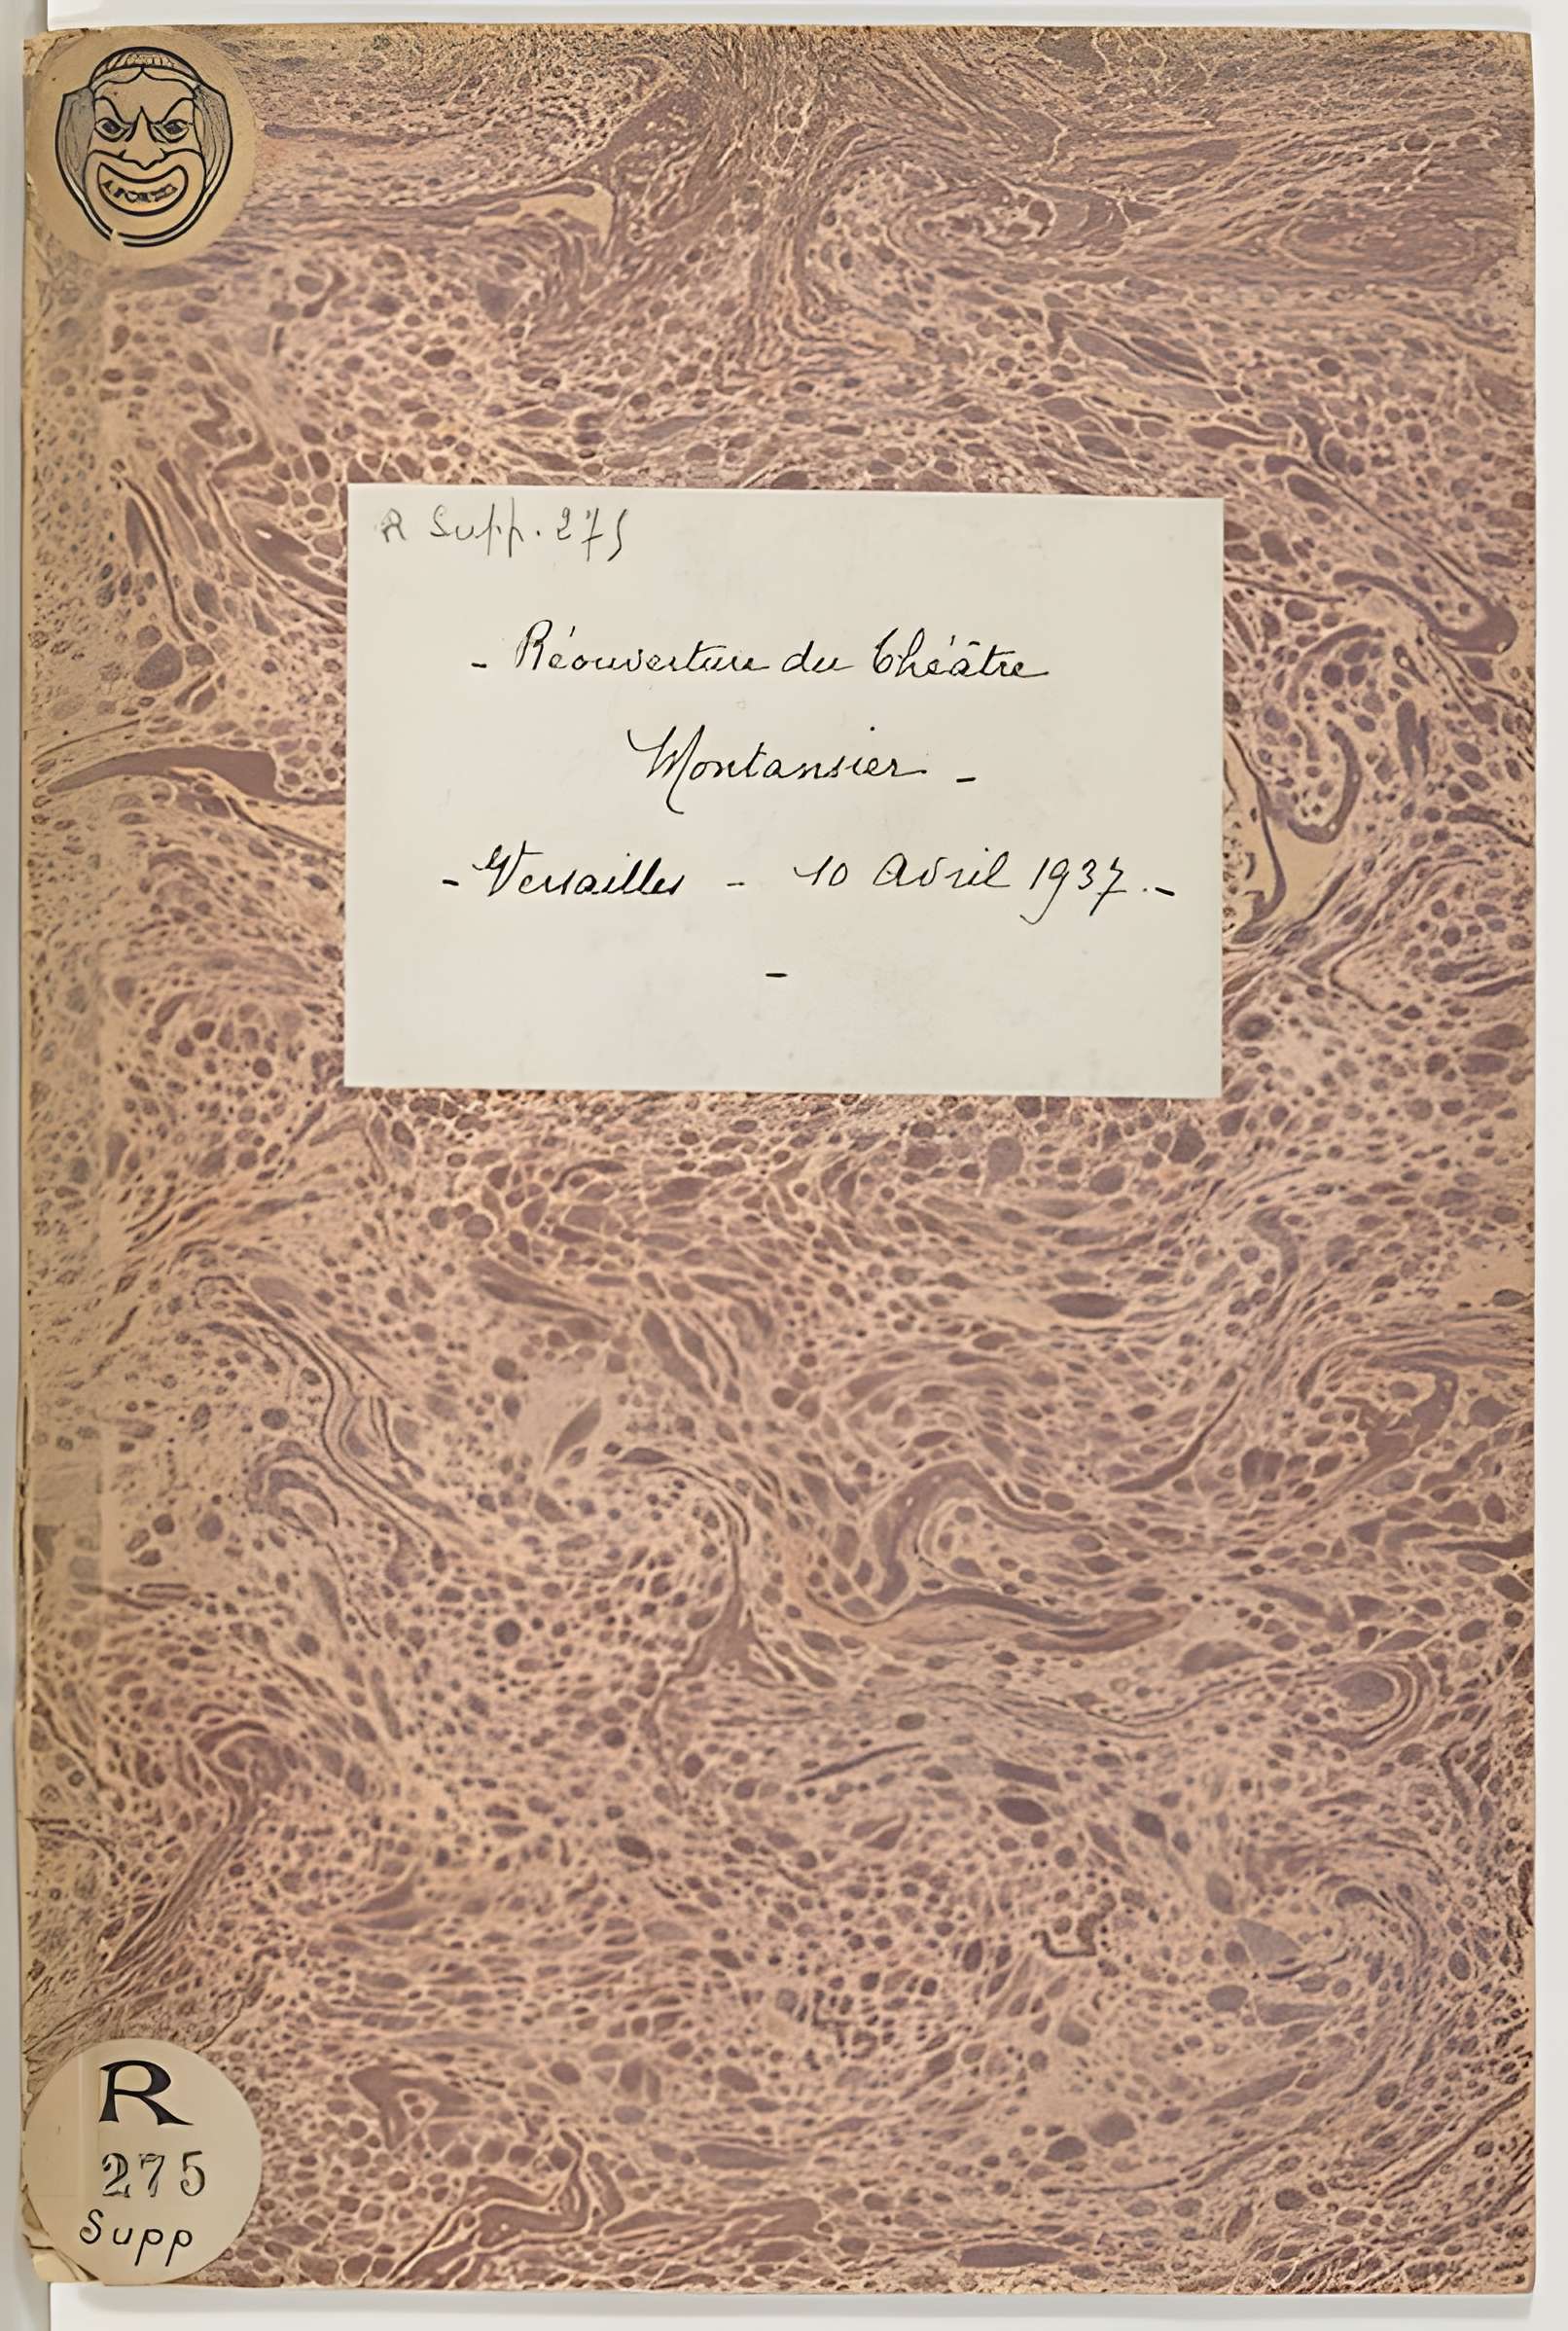 R Supp. 275
- Réouverture du Théâtre
Montansier -
- Versailles - 10 Avril 1937 . -
-
R
275
Supp